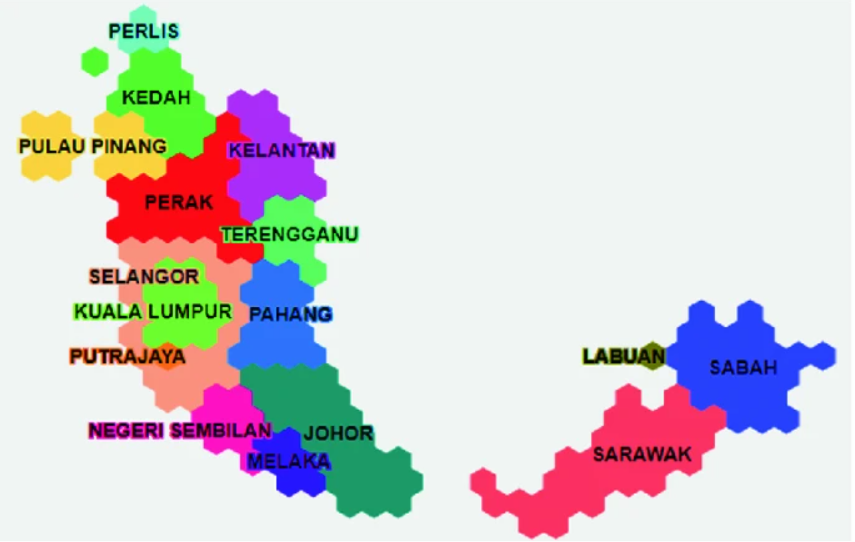 PERLIS
KEDAH
PULAU PINANG
KELANTAN
PERAK
TERENGGANU
SELANGOR
KUALA LUMPUR
PAHANG
PUTRAJAYA
LABUAN
SABAH
NEGERI SEMBILAN
JOHOR
MELAKA
SARAWAK